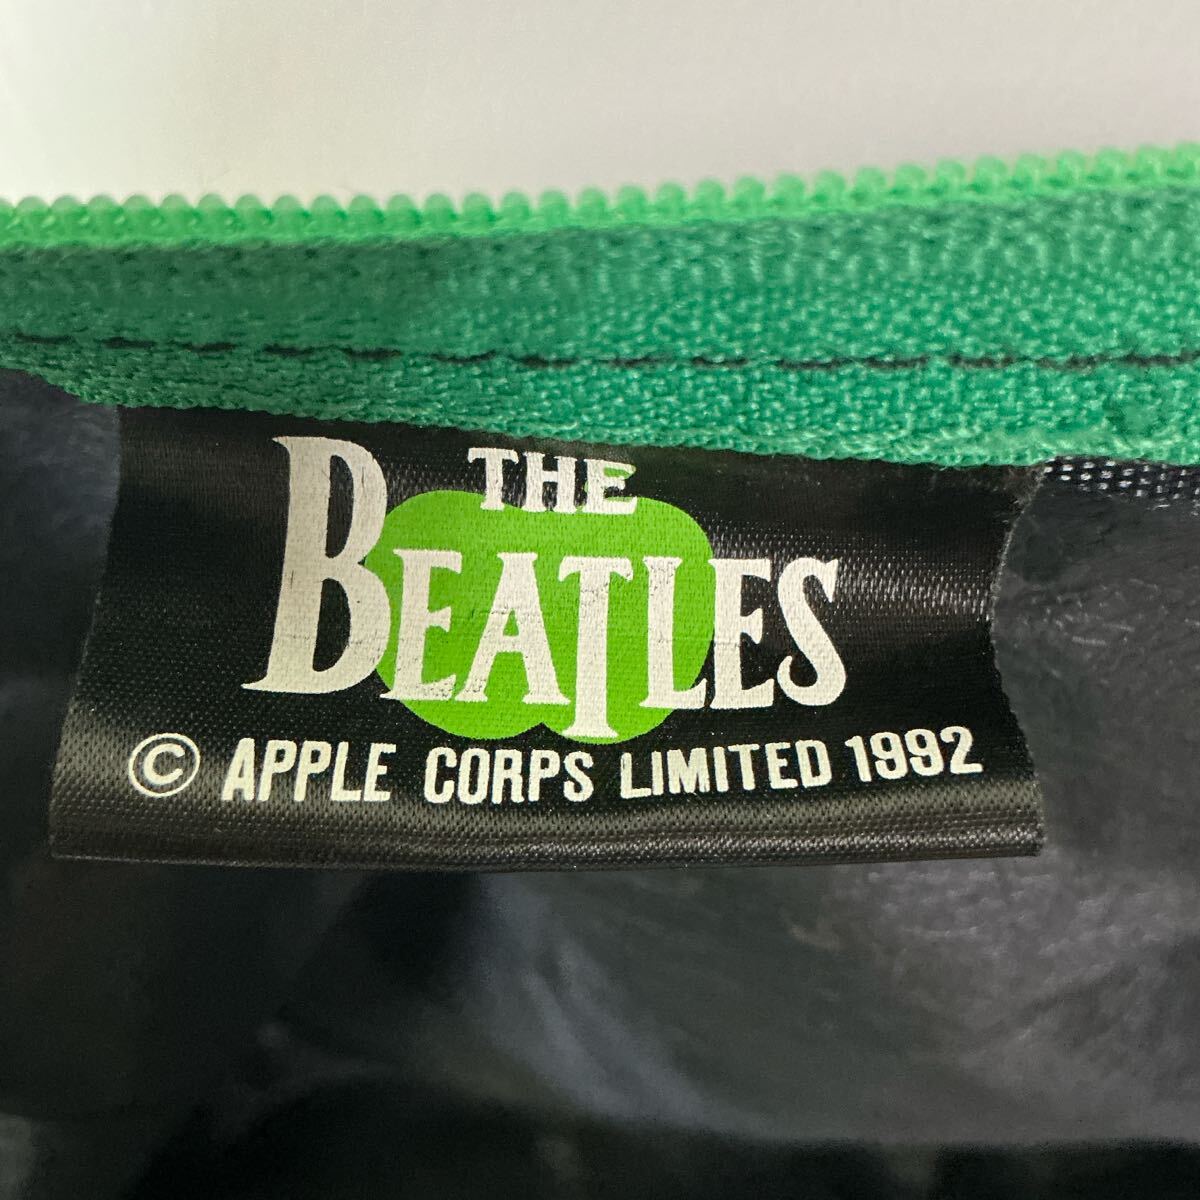 THE
BEATLES
© APPLE CORPS LIMITED 1992